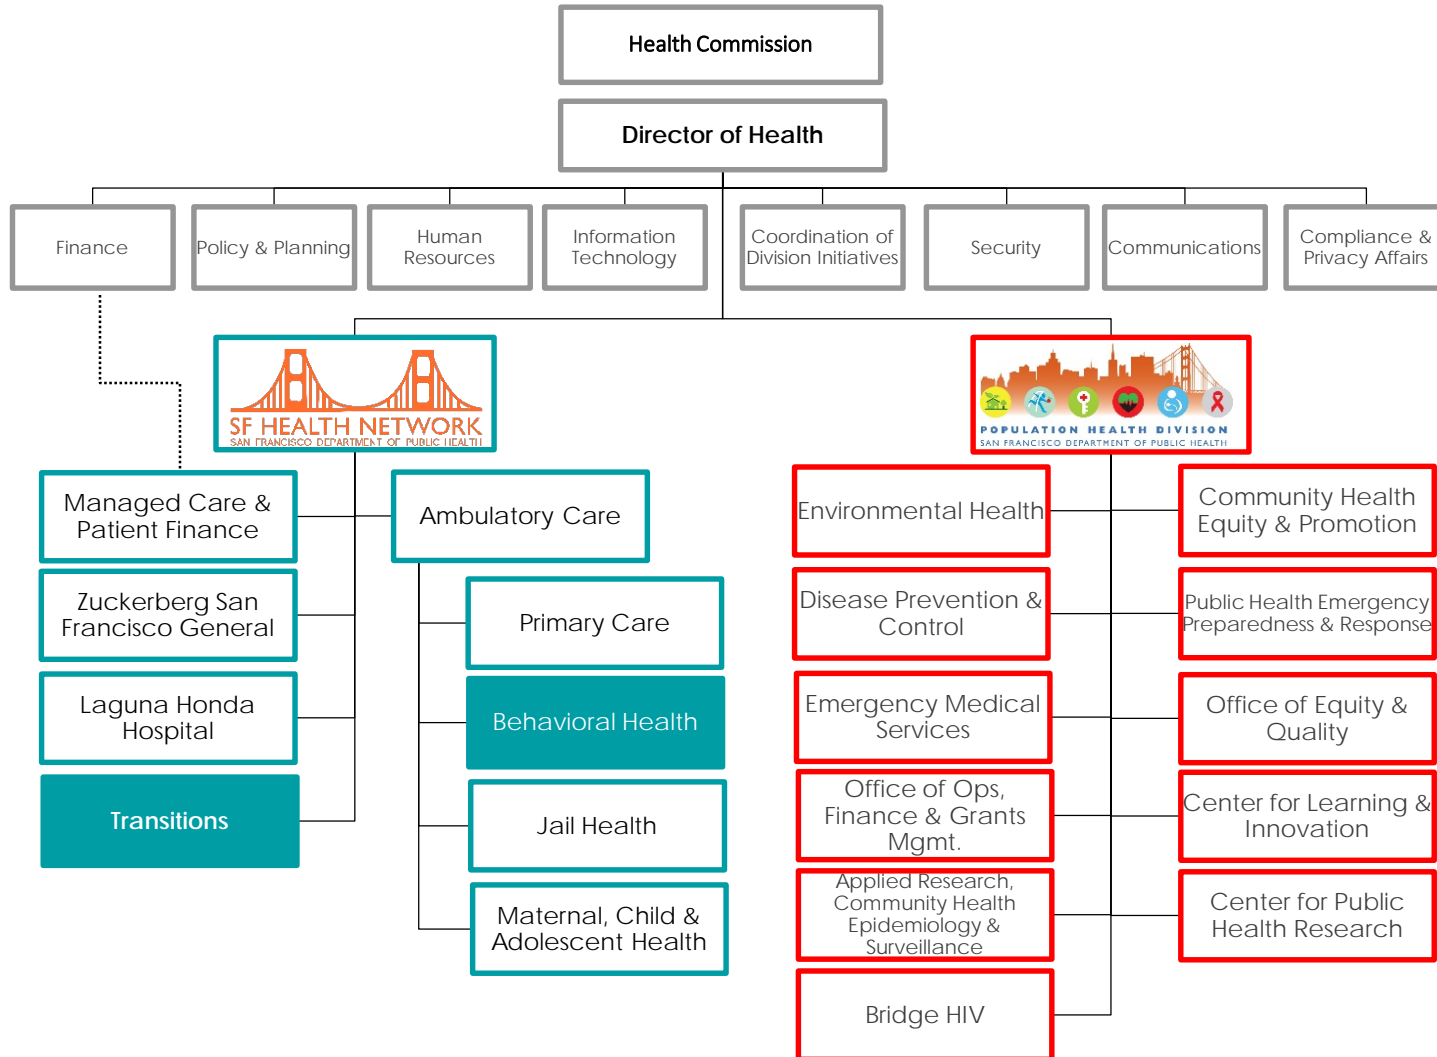 Health Commission
Director of Health
Finance
Policy & Planning
Human
Resources
Information
Technology
Coordination of
Division Initiatives
Security
Communications
Compliance &
Privacy Affairs
SF HEALTH NETWORK
SAN FRANCISCO DEPARTMENT OF PUBLIC HEALTH
POPULATION HEALTH DIVISION
SAN FRANCISCO DEPARTMENT OF PUBLIC HEALTH
Managed Care &
Patient Finance
Zuckerberg San
Francisco General
Laguna Honda
Hospital
Transitions
Ambulatory Care
Primary Care
Behavioral Health
Jail Health
Maternal, Child &
Adolescent Health
Environmental Health
Disease Prevention &
Control
Emergency Medical
Services
Office of Ops,
Finance & Grants
Mgmt.
Applied Research,
Community Health
Epidemiology &
Surveillance
Bridge HIV
Community Health
Equity & Promotion
Public Health Emergency
Preparedness & Response
Office of Equity &
Quality
Center for Learning &
Innovation
Center for Public
Health Research